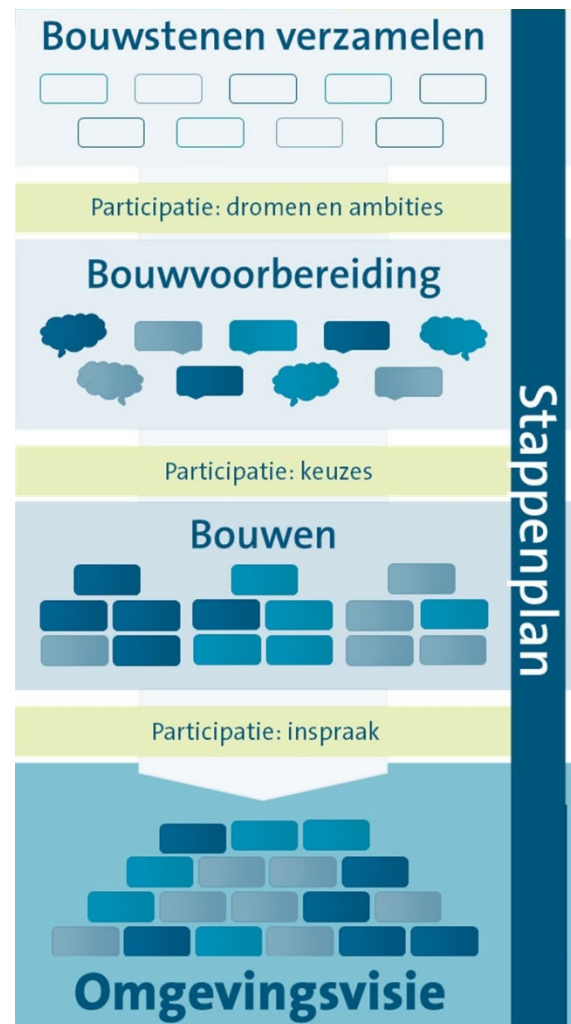 Bouwstenen verzamelen
Participatie: dromen en ambities
Bouwvoorbereiding
Participatie: keuzes
Bouwen
Participatie: inspraak
Omgevingsvisie
Stappenplan